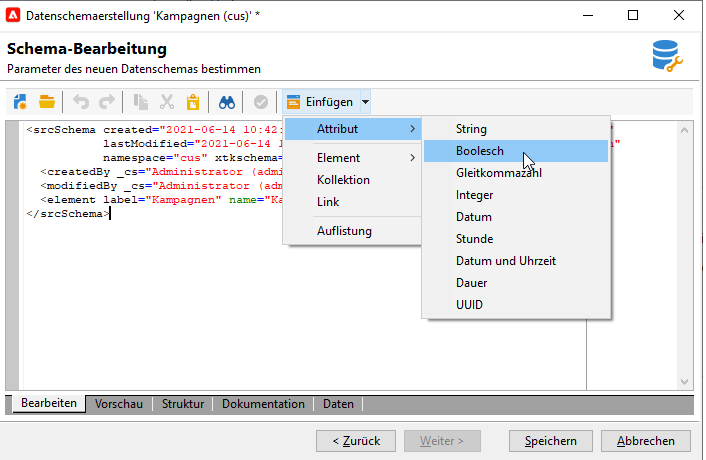 Datenschemaerstellung 'Kampagnen (cus)' *
Schema-Bearbeitung
Parameter des neuen Datenschemas bestimmen
Einfügen
<srcSchema created="2021-06-14 10:42:
lastModified="2021-06-14 1
namespace="cus" xtkschema=
<createdBy _cs="Administrator (admi
<modifiedBy _cs="Administrator (ad
<element label="Kampagnen" name="Ka
</srcSchema>
Attribut
Element
Kollektion
Link
Auflistung
String
Boolesch
Gleitkommazahl
Integer
Datum
Stunde
Datum und Uhrzeit
Dauer
UUID
Bearbeiten Vorschau Struktur Dokumentation Daten
< Zurück Weiter > Speichern Abbrechen